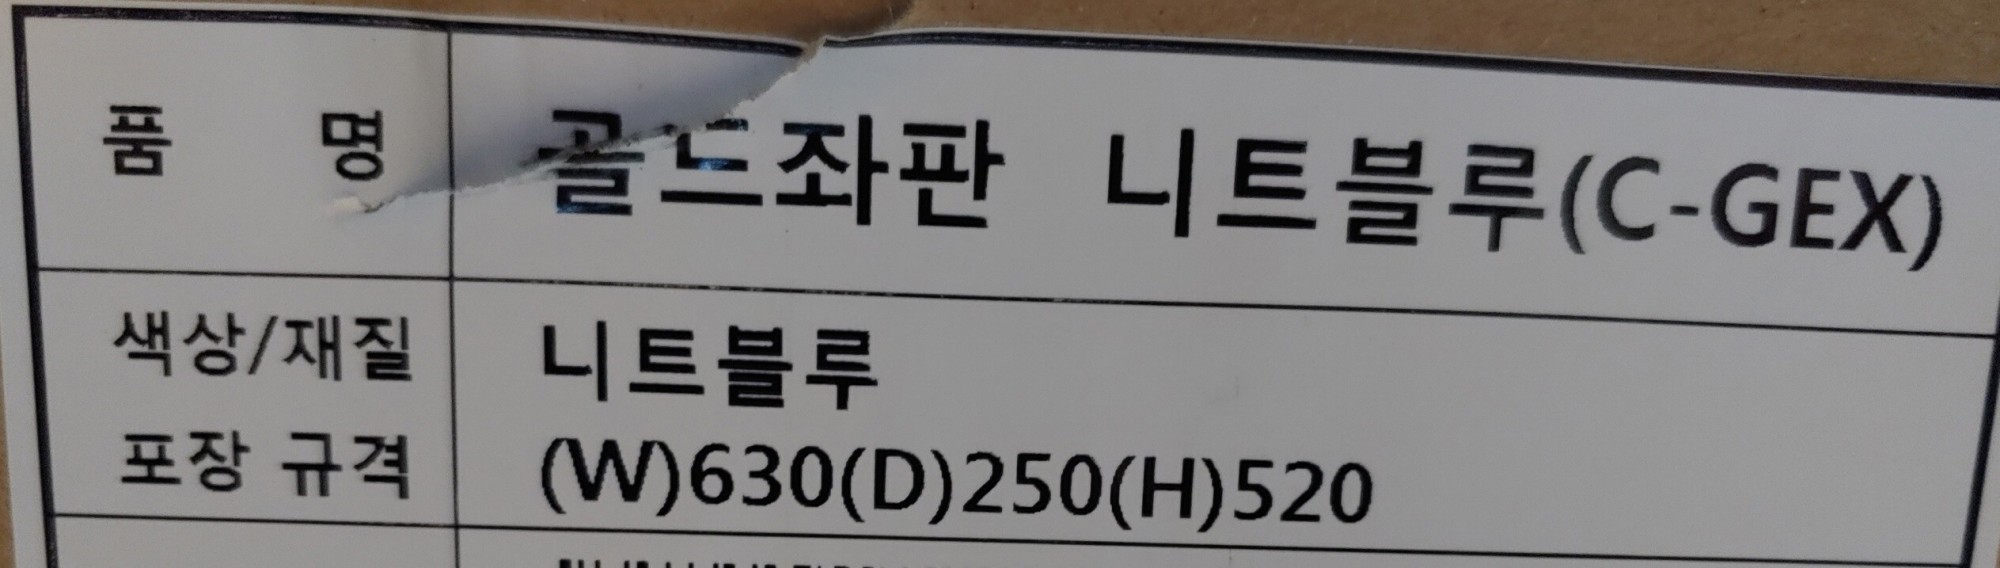 품 명 골드좌판 니트블루(C-GEX)
색상/재질 니트블루
포장 규격 (W)630(D)250(H)520